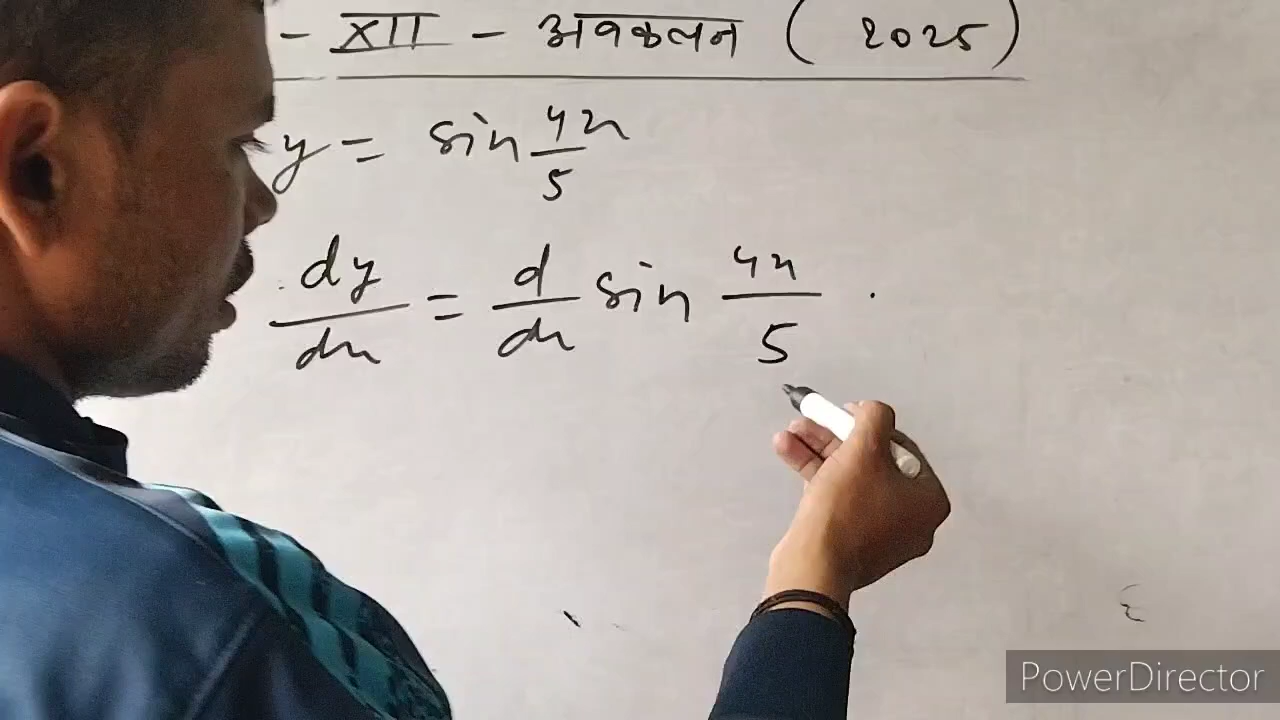 - XII - अवकलन ( 2025 )
y = sin 4x/5
dy/dx = d/dx sin 4x/5 .
PowerDirector